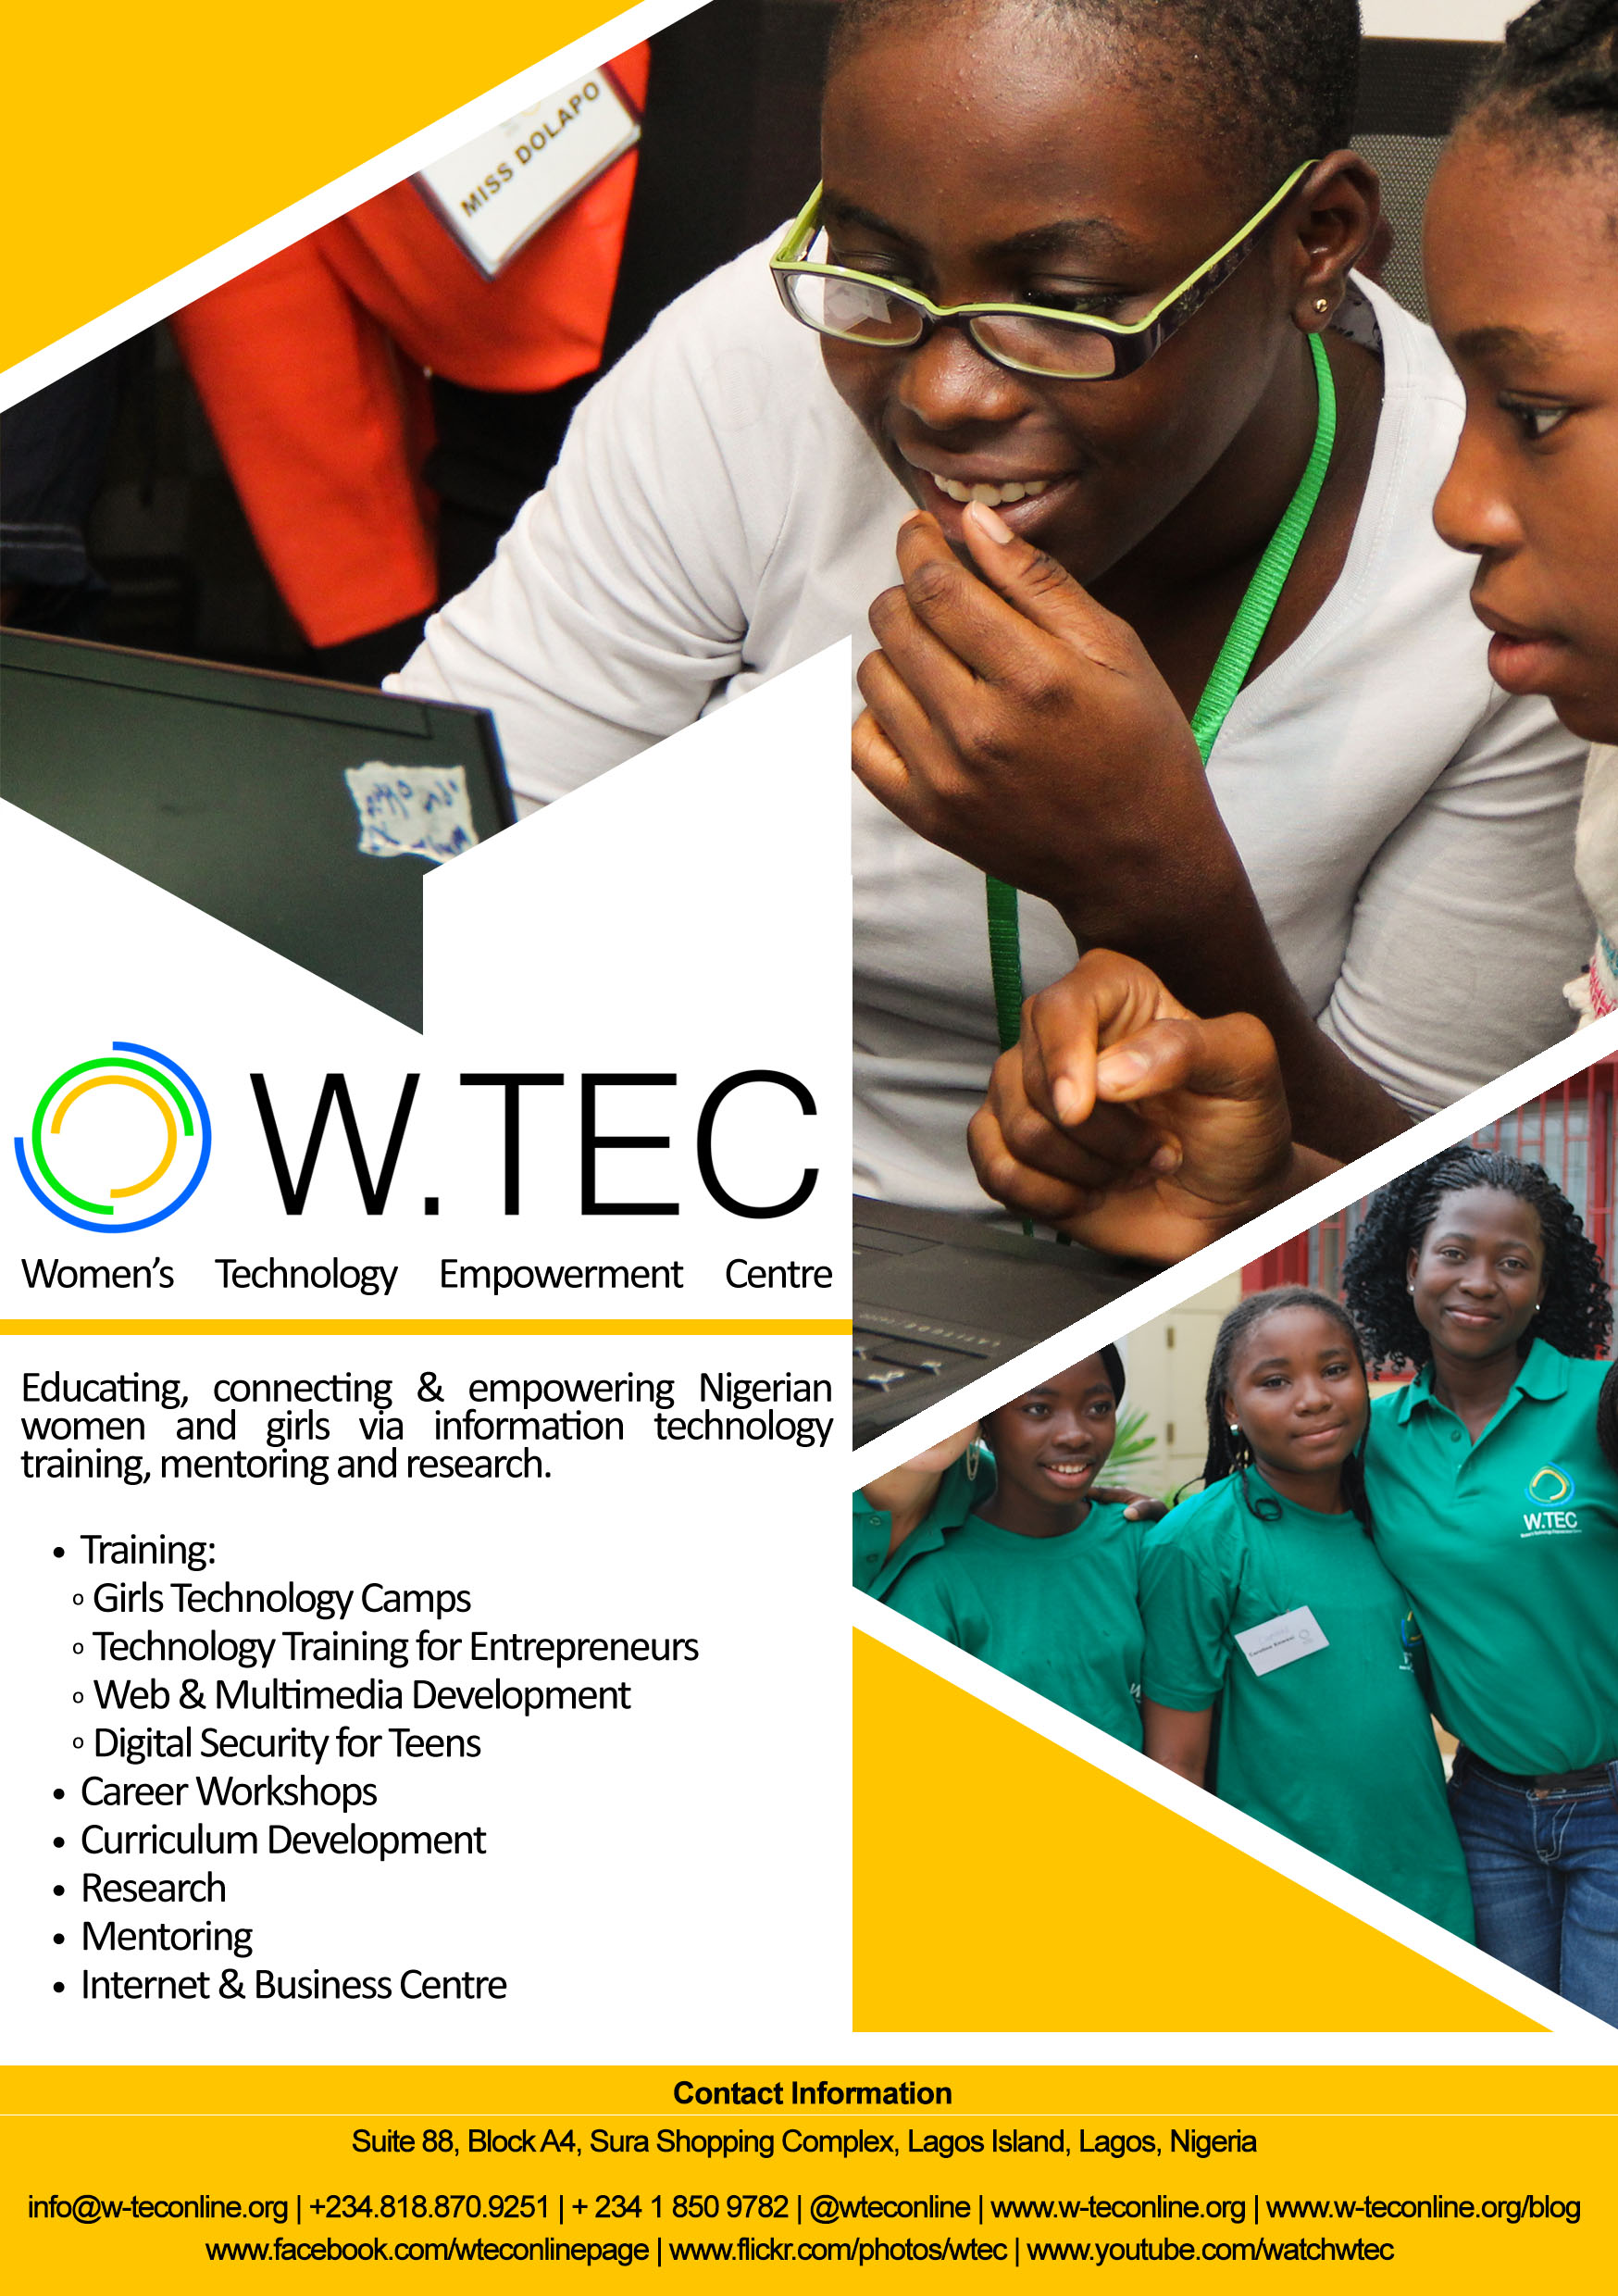 MISS DOLAPO
W.TEC
Women's Technology Empowerment Centre
Educating, connecting & empowering Nigerian
women and girls via information technology
training, mentoring and research.
• Training:
o Girls Technology Camps
o Technology Training for Entrepreneurs
o Web & Multimedia Development
o Digital Security for Teens
• Career Workshops
• Curriculum Development
• Research
• Mentoring
• Internet & Business Centre
LATITUDE
W.TEC
Contact Information
Suite 88, Block A4, Sura Shopping Complex, Lagos Island, Lagos, Nigeria
info@w-teconline.org | +234.818.870.9251 | + 234 1 850 9782 | @wteconline | www.w-teconline.org | www.w-teconline.org/blog
www.facebook.com/wteconlinepage | www.flickr.com/photos/wtec | www.youtube.com/watchwtec